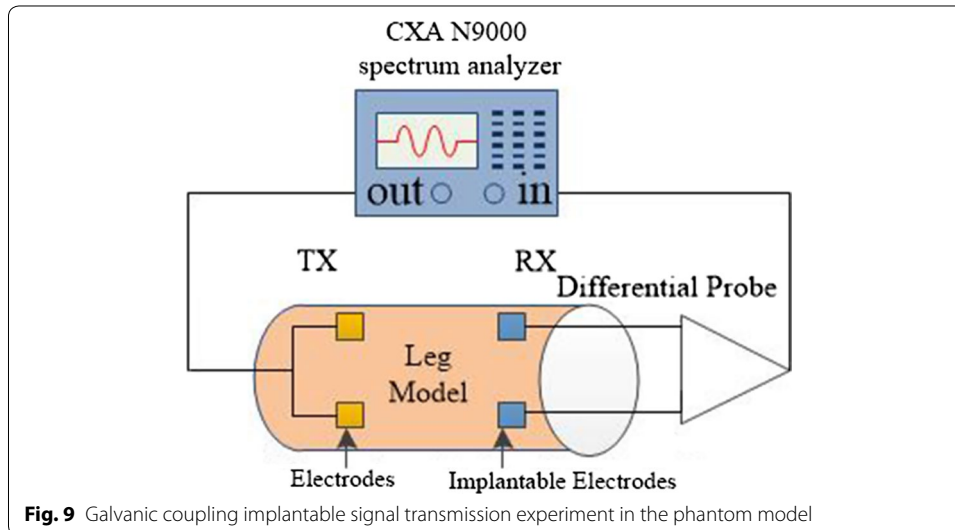 CXA N9000
spectrum analyzer
out
in
TX
RX
Differential Probe
Leg
Model
Electrodes
Implantable Electrodes
Fig. 9 Galvanic coupling implantable signal transmission experiment in the phantom model